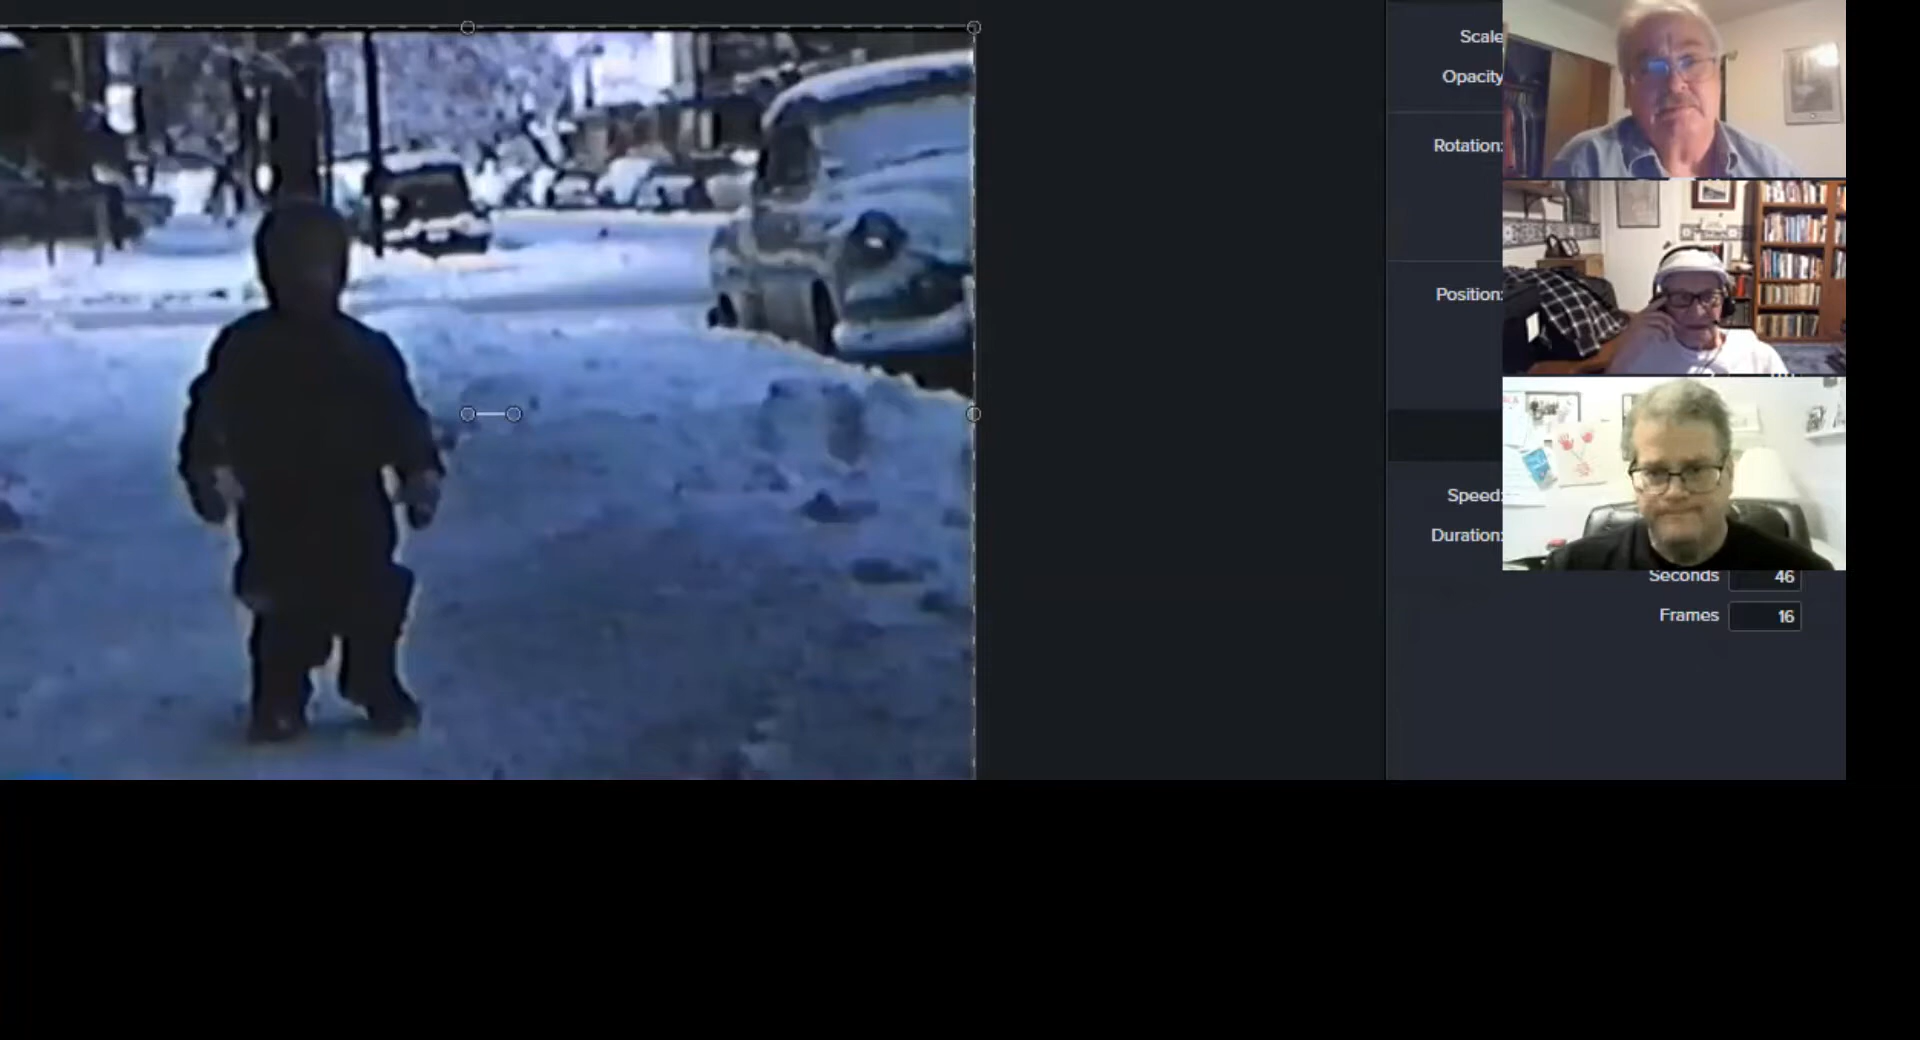 Scale
Opacity
Rotation:
Position:
Speed:
Duration:
Seconds 46
Frames 16